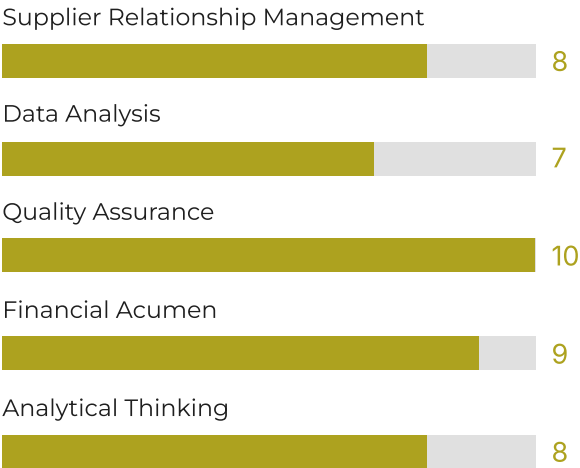 Supplier Relationship Management
8
Data Analysis
7
Quality Assurance
10
Financial Acumen
9
Analytical Thinking
8